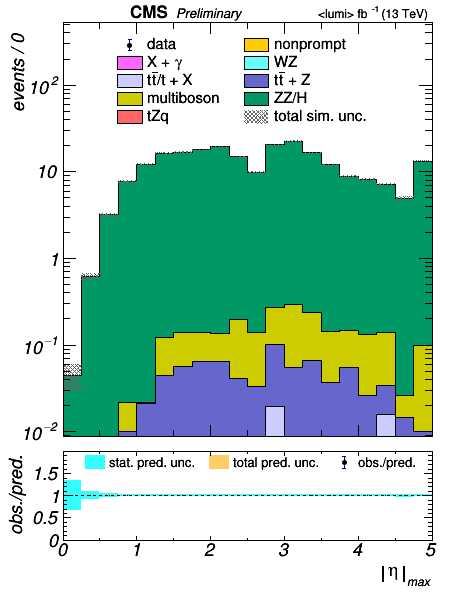 CMS Preliminary <lumi> fb⁻¹ (13 TeV)
events / 0
data nonprompt
X + γ WZ
tt̄/t + X tt̄ + Z
multiboson ZZ/H
tZq total sim. unc.
10²
10
1
10⁻¹
10⁻²
obs./pred.
stat. pred. unc. total pred. unc. obs./pred.
1.5
1
0.5
0
0 1 2 3 4 5
|η|max